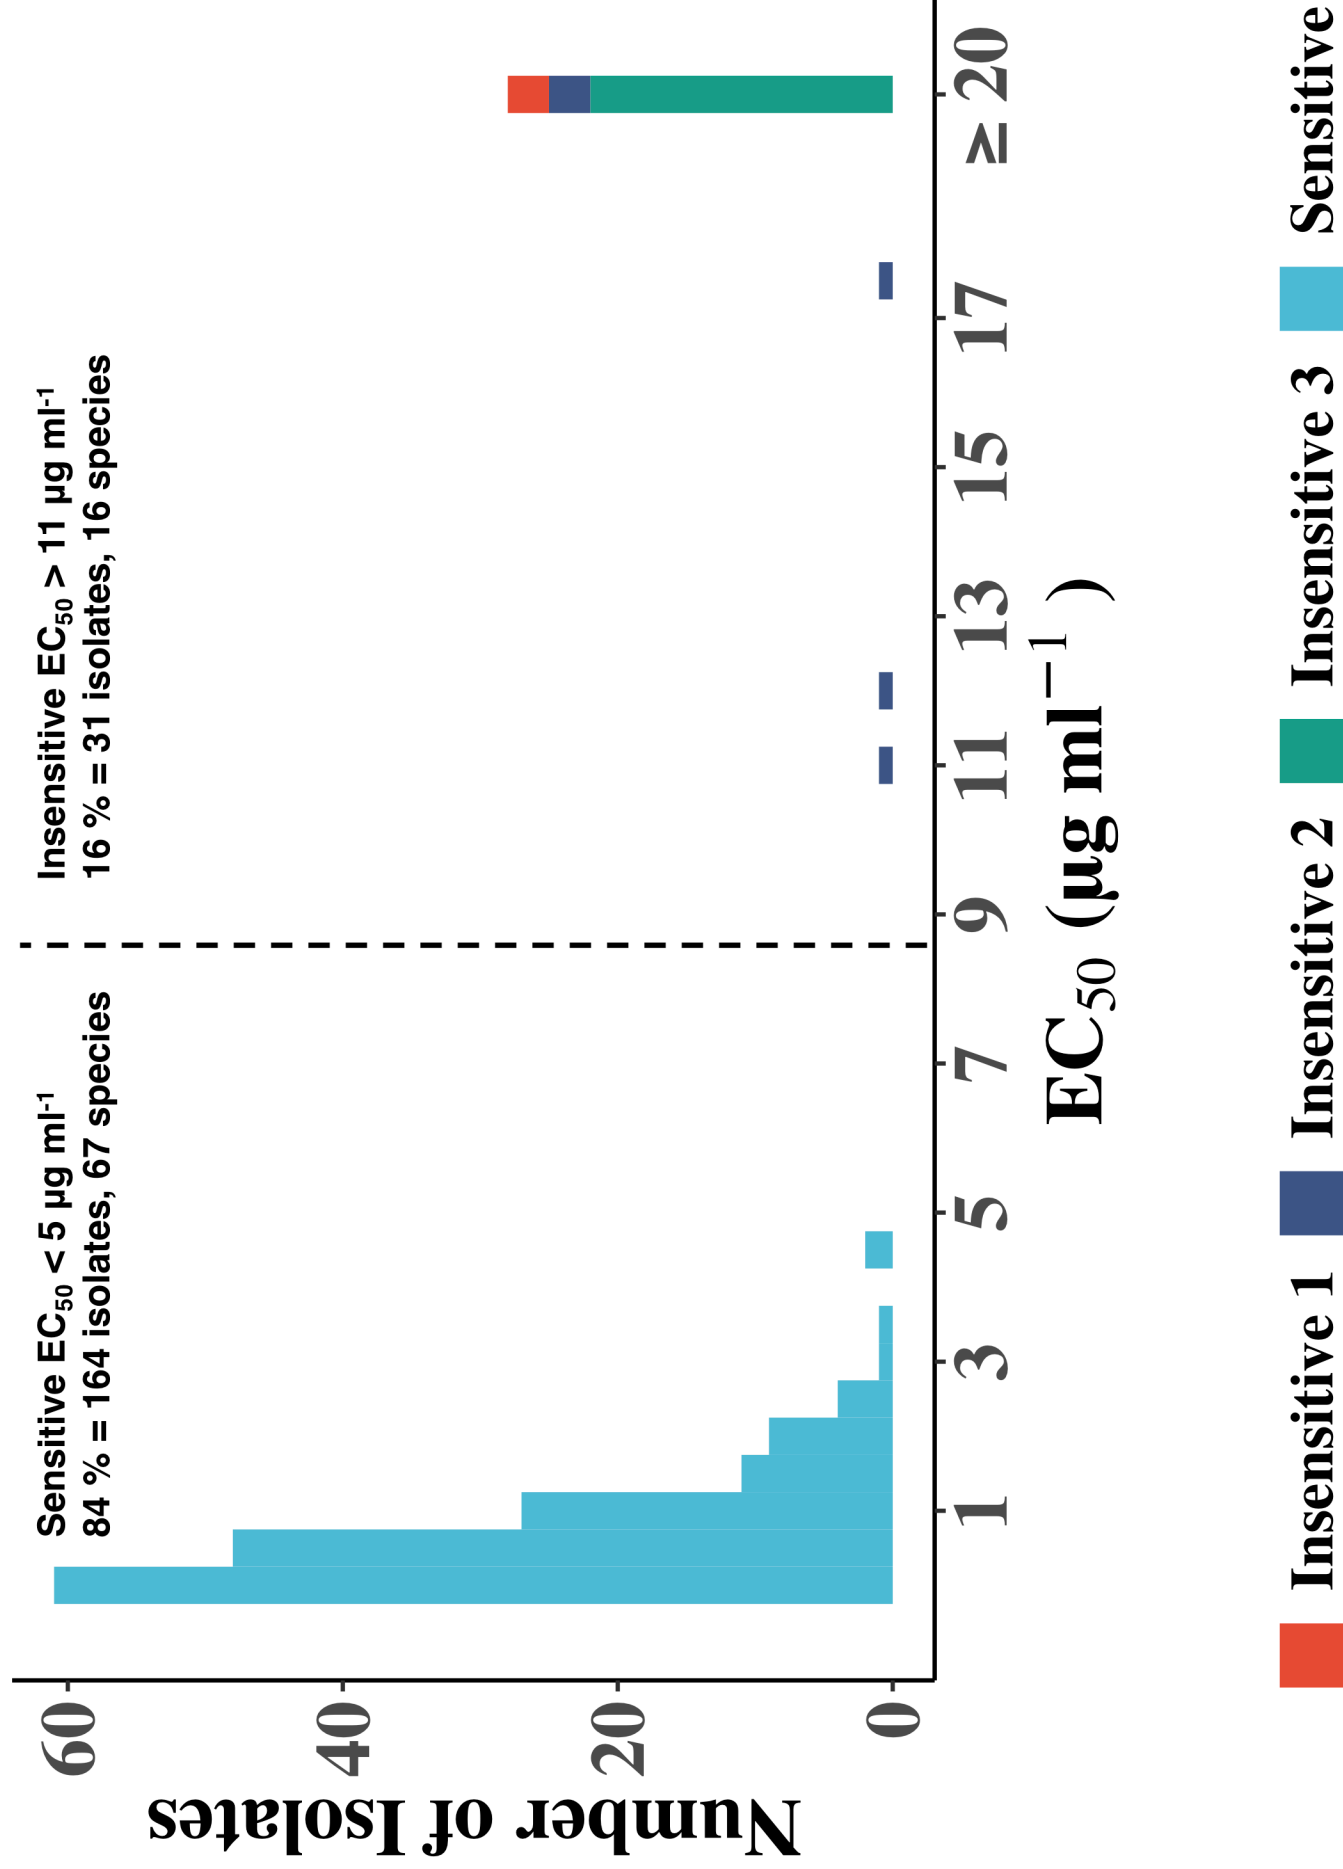 Sensitive EC50 < 5 µg ml-1
84 % = 164 isolates, 67 species
Insensitive EC50 > 11 µg ml-1
16 % = 31 isolates, 16 species
Number of Isolates
60
40
20
0
1 3 5 7 9 11 13 15 17 ≥ 20
EC50 (µg ml−1 )
Insensitive 1 Insensitive 2 Insensitive 3 Sensitive